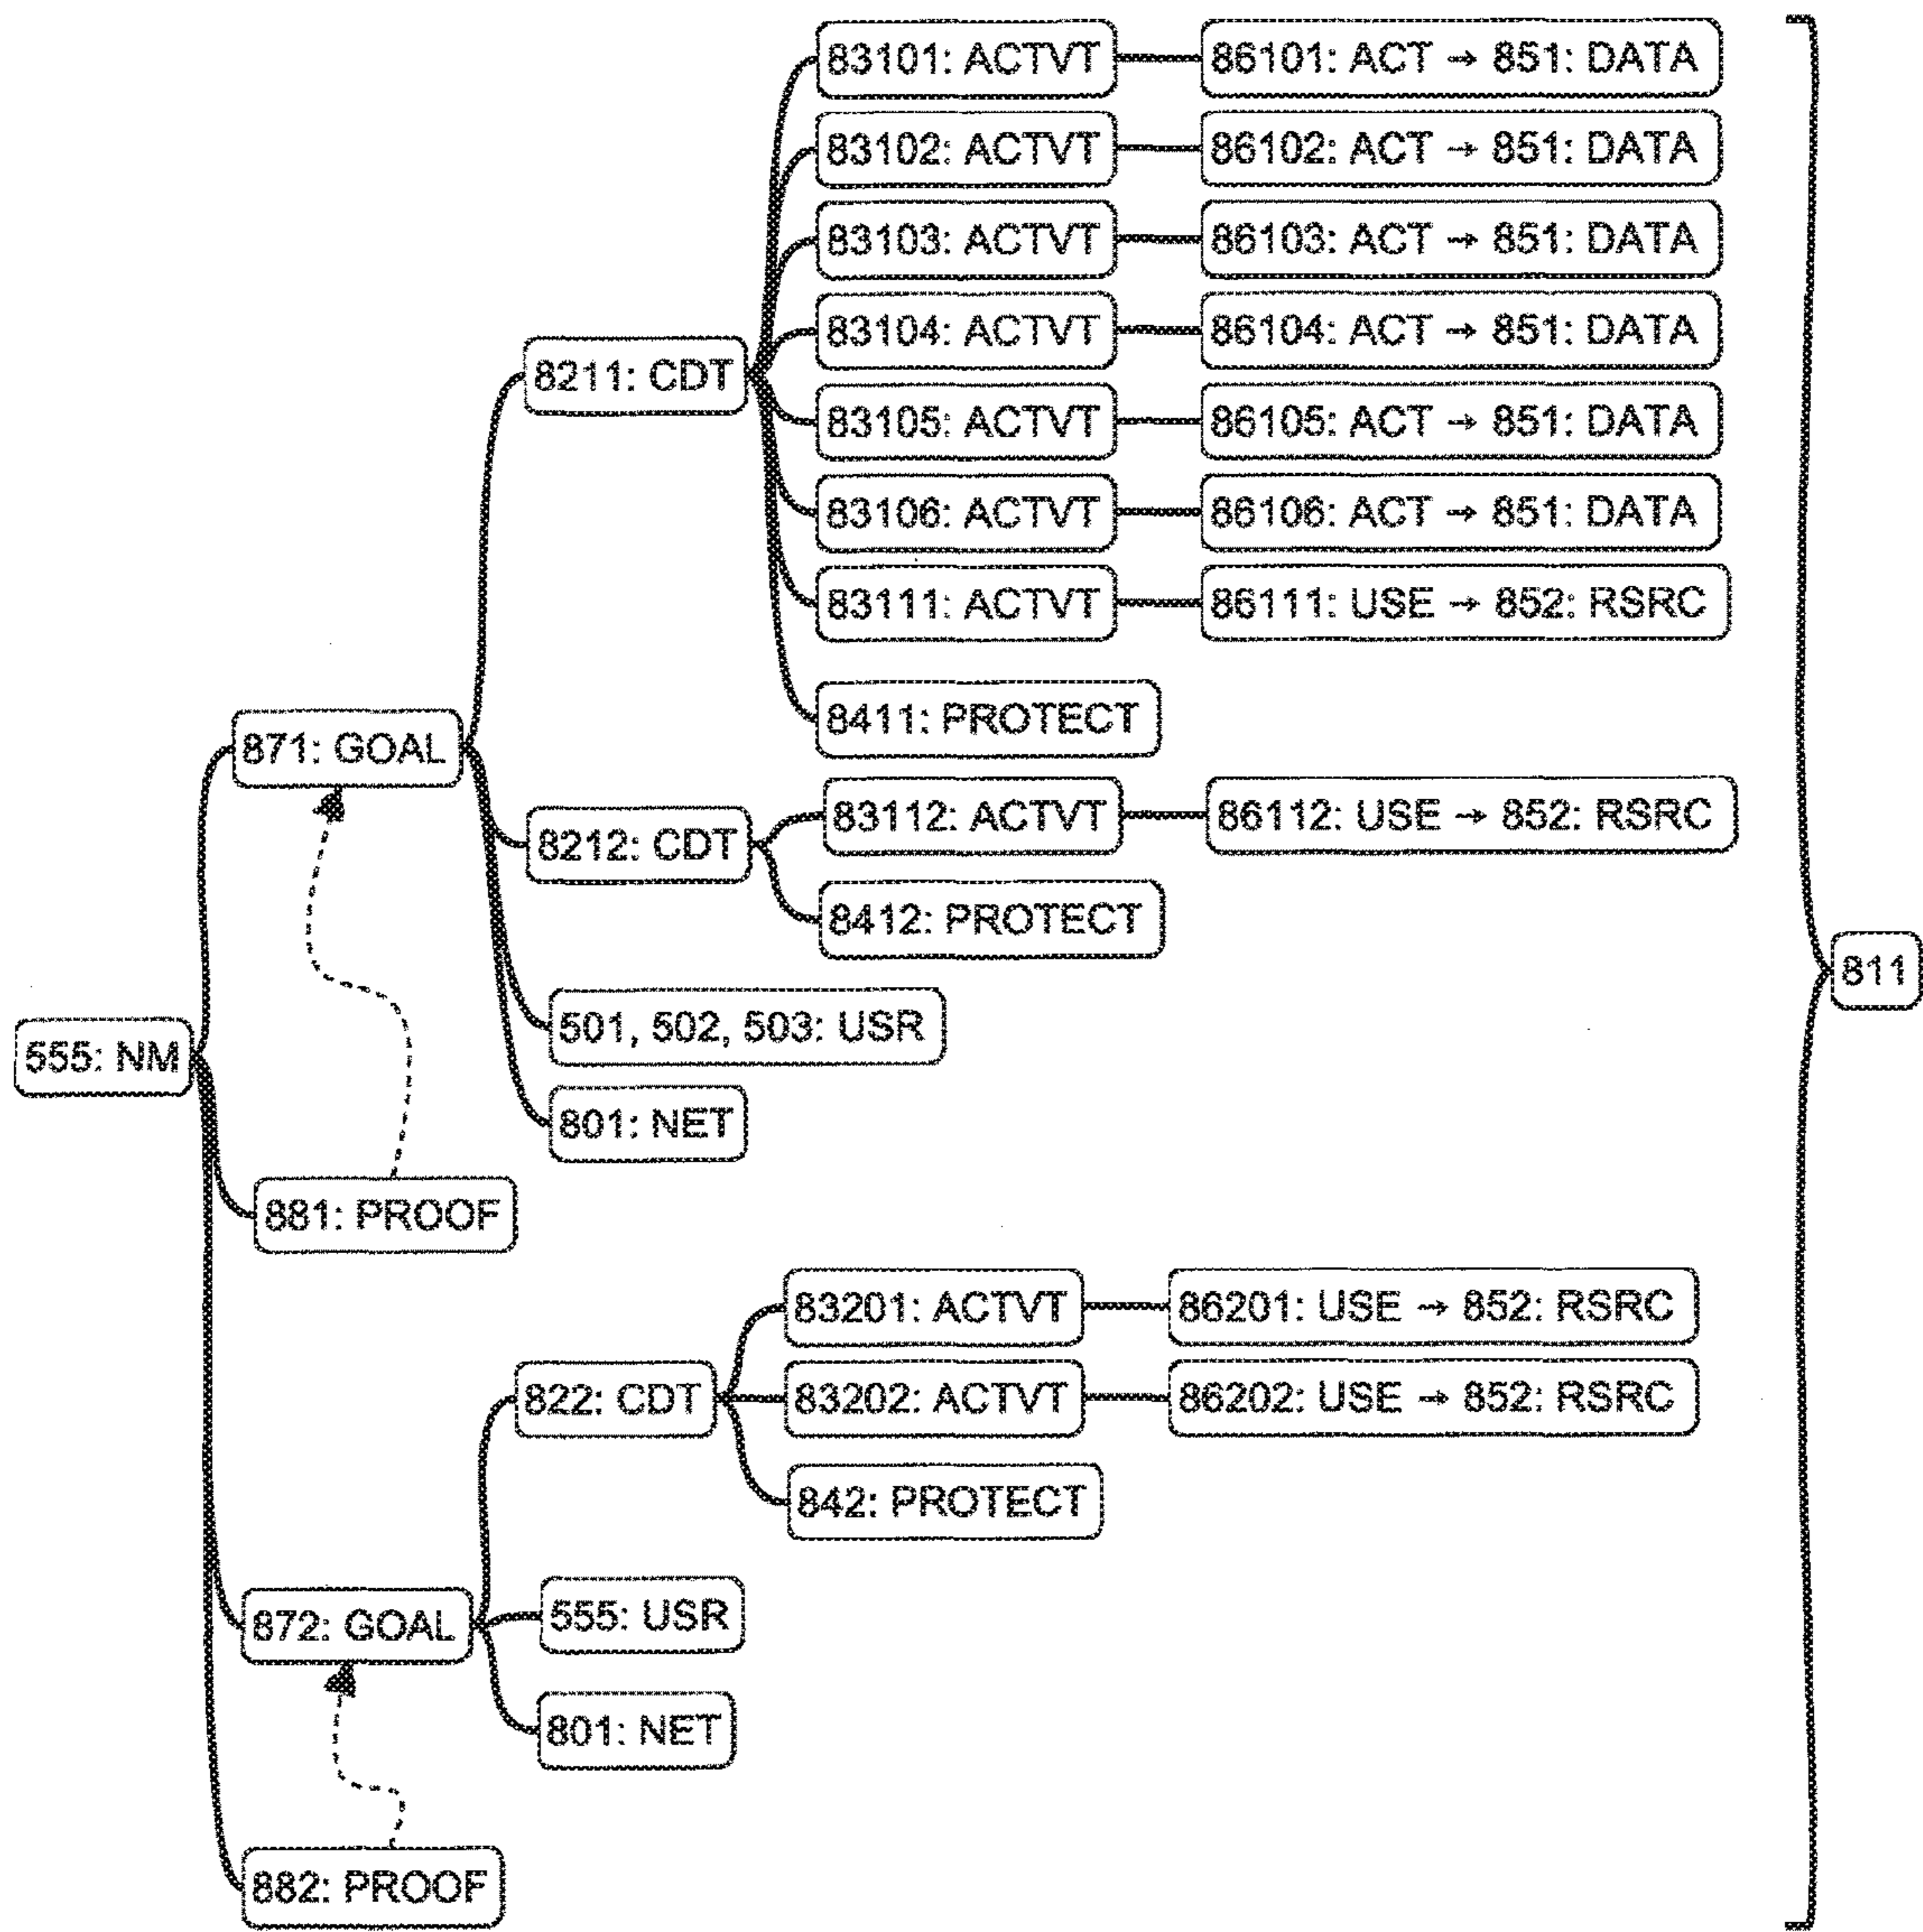 83101: ACTVT
86101: ACT → 851: DATA
83102: ACTVT
86102: ACT → 851: DATA
83103: ACTVT
86103: ACT → 851: DATA
83104: ACTVT
86104: ACT → 851: DATA
8211: CDT
83105: ACTVT
86105: ACT → 851: DATA
83106: ACTVT
86106: ACT → 851: DATA
83111: ACTVT
86111: USE → 852: RSRC
8411: PROTECT
871: GOAL
83112: ACTVT
86112: USE → 852: RSRC
8212: CDT
8412: PROTECT
811
501, 502, 503: USR
555: NM
801: NET
881: PROOF
83201: ACTVT
86201: USE → 852: RSRC
822: CDT
83202: ACTVT
86202: USE → 852: RSRC
842: PROTECT
555: USR
872: GOAL
801: NET
882: PROOF